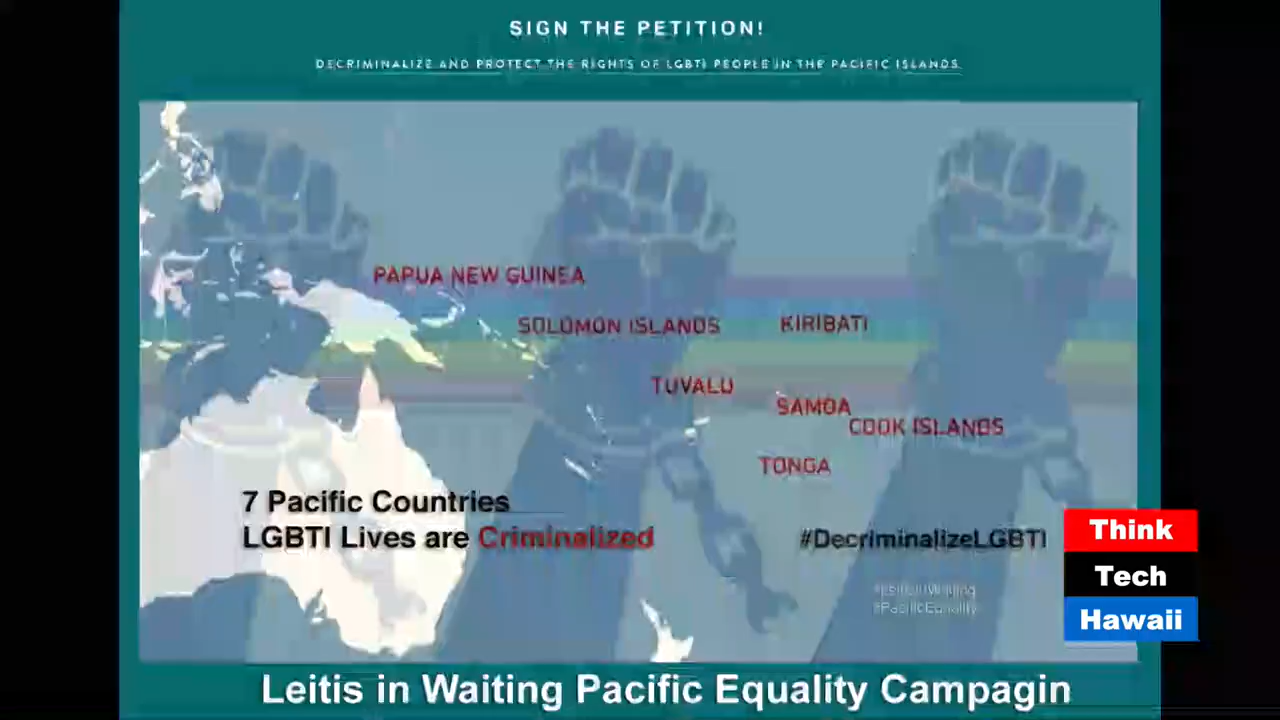 SIGN THE PETITION!
DECRIMINALIZE AND PROTECT THE RIGHTS OF LGBTI PEOPLE IN THE PACIFIC ISLANDS.
PAPUA NEW GUINEA
SOLOMON ISLANDS
KIRIBATI
TUVALU
SAMOA
COOK ISLANDS
TONGA
7 Pacific Countries
LGBTI Lives are Criminalized
#DecriminalizeLGBTI
#PacificEquality
Think
Tech
Hawaii
Leitis in Waiting Pacific Equality Campagin